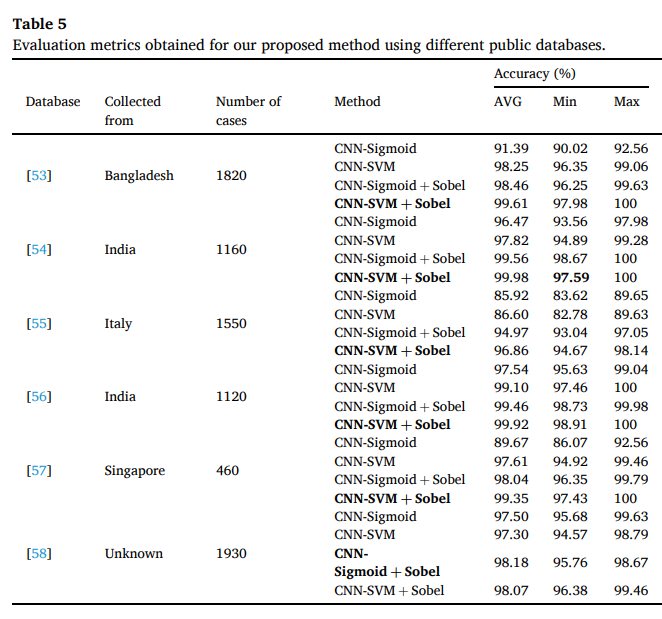 Table 5
Evaluation metrics obtained for our proposed method using different public databases.
Accuracy (%)
Database Collected from Number of cases Method AVG Min Max
CNN-Sigmoid 91.39 90.02 92.56
CNN-SVM 98.25 96.35 99.06
[53] Bangladesh 1820
CNN-Sigmoid + Sobel 98.46 96.25 99.63
CNN-SVM + Sobel 99.61 97.98 100
CNN-Sigmoid 96.47 93.56 97.98
CNN-SVM 97.82 94.89 99.28
[54] India 1160
CNN-Sigmoid + Sobel 99.56 98.67 100
CNN-SVM + Sobel 99.98 97.59 100
CNN-Sigmoid 85.92 83.62 89.65
CNN-SVM 86.60 82.78 89.63
[55] Italy 1550
CNN-Sigmoid + Sobel 94.97 93.04 97.05
CNN-SVM + Sobel 96.86 94.67 98.14
CNN-Sigmoid 97.54 95.63 99.04
CNN-SVM 99.10 97.46 100
[56] India 1120
CNN-Sigmoid + Sobel 99.46 98.73 99.98
CNN-SVM + Sobel 99.92 98.91 100
CNN-Sigmoid 89.67 86.07 92.56
CNN-SVM 97.61 94.92 99.46
[57] Singapore 460
CNN-Sigmoid + Sobel 98.04 96.35 99.79
CNN-SVM + Sobel 99.35 97.43 100
CNN-Sigmoid 97.50 95.68 99.63
CNN-SVM 97.30 94.57 98.79
[58] Unknown 1930
CNN-
Sigmoid + Sobel 98.18 95.76 98.67
CNN-SVM + Sobel 98.07 96.38 99.46